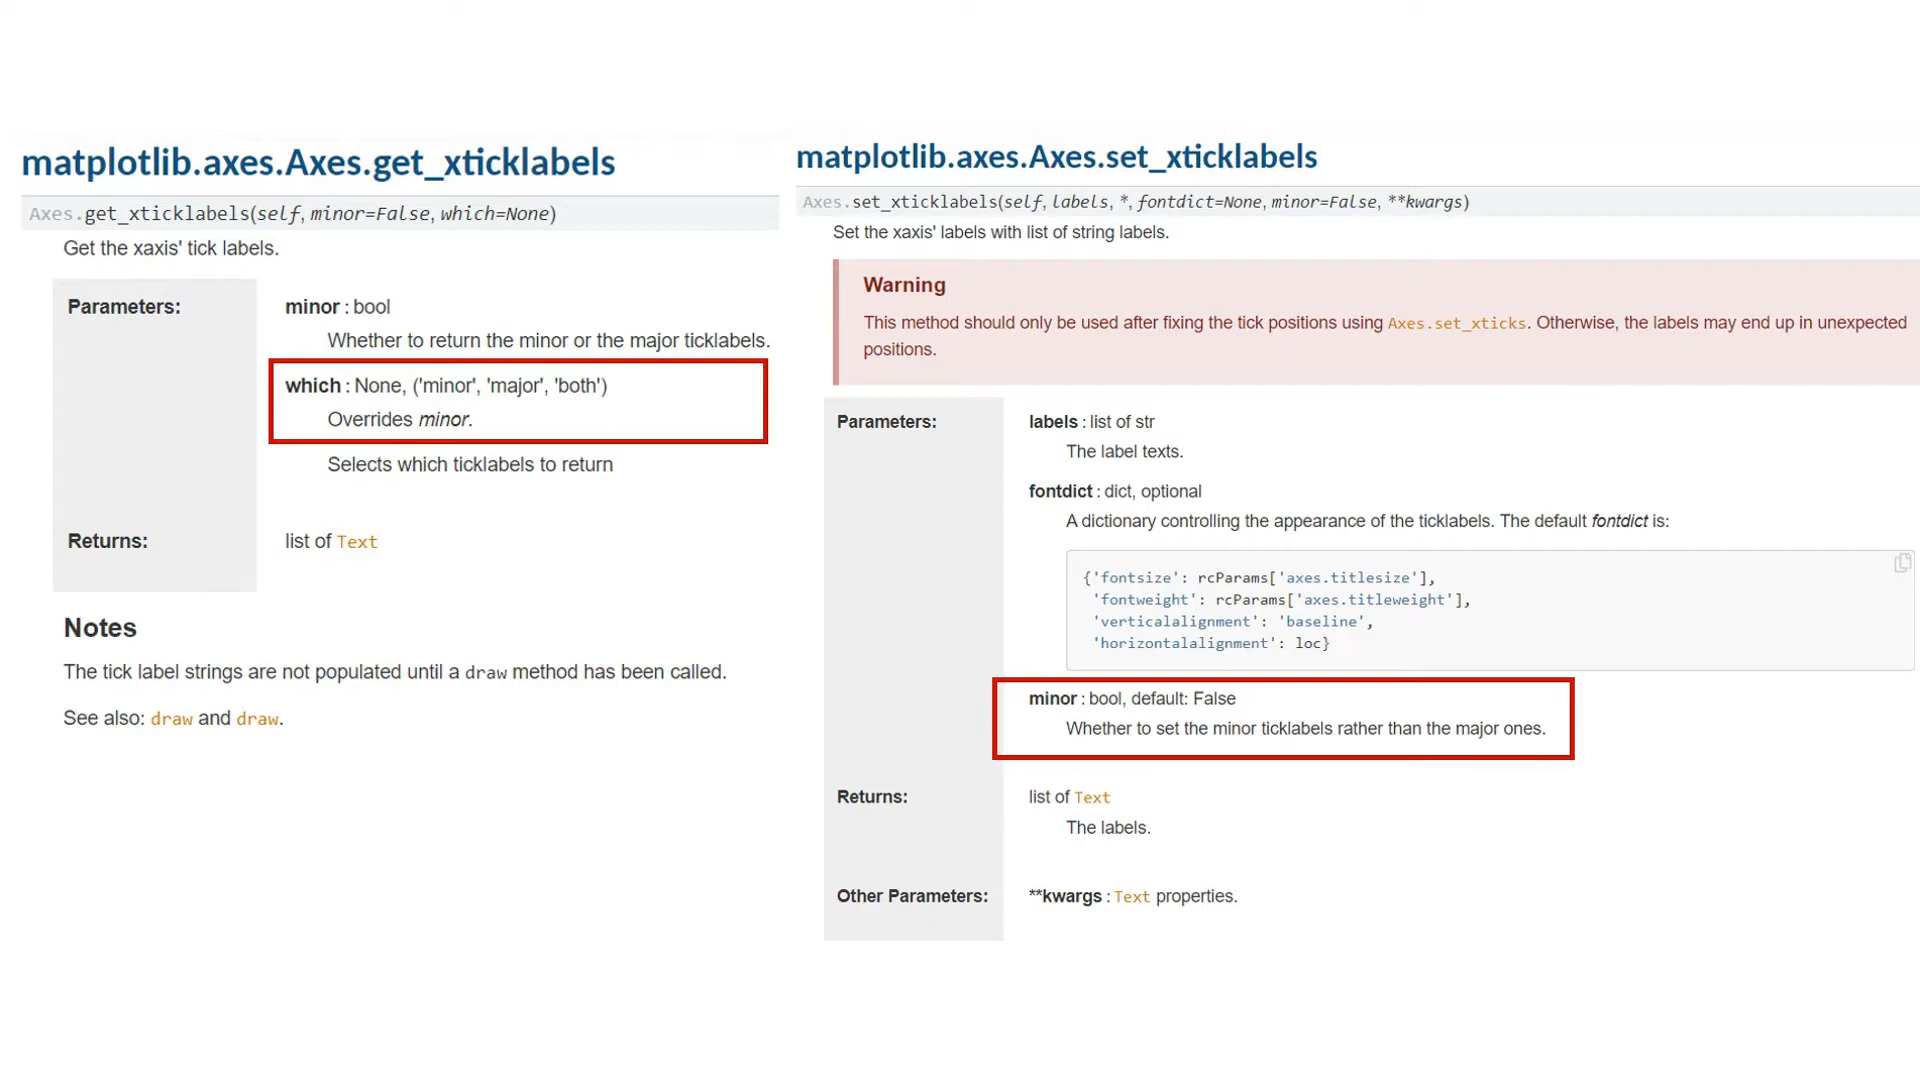 matplotlib.axes.Axes.get_xticklabels
Axes.get_xticklabels(self, minor=False, which=None)
Get the xaxis' tick labels.
Parameters:
minor : bool
Whether to return the minor or the major ticklabels.
which : None, ('minor', 'major', 'both')
Overrides minor.
Selects which ticklabels to return
Returns:
list of Text
Notes
The tick label strings are not populated until a draw method has been called.
See also: draw and draw.
matplotlib.axes.Axes.set_xticklabels
Axes.set_xticklabels(self, labels, *, fontdict=None, minor=False, **kwargs)
Set the xaxis' labels with list of string labels.
Warning
This method should only be used after fixing the tick positions using Axes.set_xticks. Otherwise, the labels may end up in unexpected
positions.
Parameters:
labels : list of str
The label texts.
fontdict : dict, optional
A dictionary controlling the appearance of the ticklabels. The default fontdict is:
{'fontsize': rcParams['axes.titlesize'],
'fontweight': rcParams['axes.titleweight'],
'verticalalignment': 'baseline',
'horizontalalignment': loc}
minor : bool, default: False
Whether to set the minor ticklabels rather than the major ones.
Returns:
list of Text
The labels.
Other Parameters:
**kwargs : Text properties.